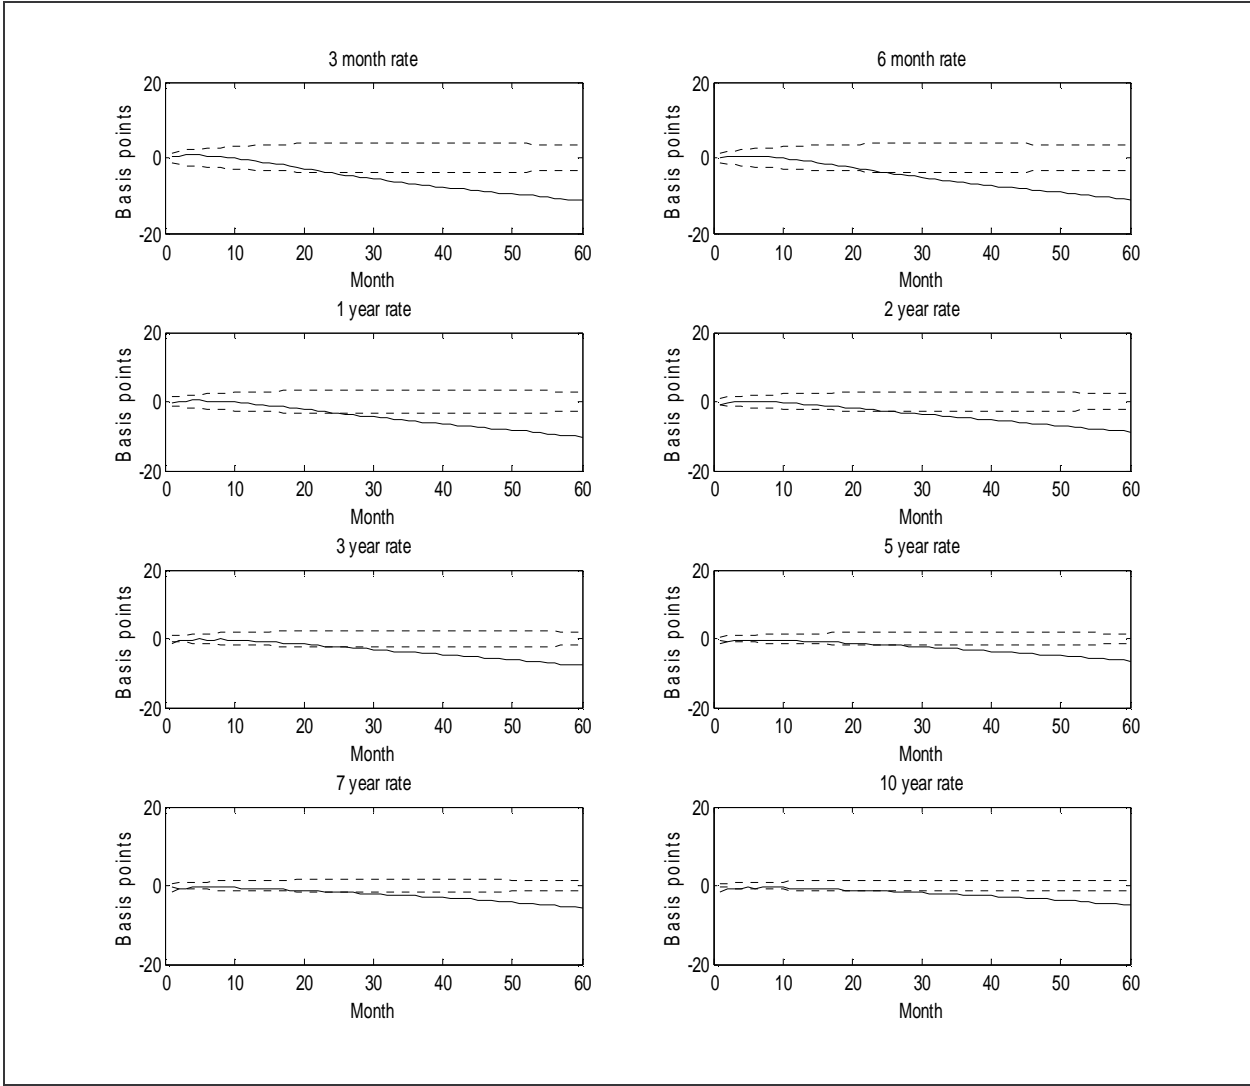 3 month rate
20
0
-20
Basis points
0 10 20 30 40 50 60
Month
6 month rate
20
0
-20
Basis points
0 10 20 30 40 50 60
Month
1 year rate
20
0
-20
Basis points
0 10 20 30 40 50 60
Month
2 year rate
20
0
-20
Basis points
0 10 20 30 40 50 60
Month
3 year rate
20
0
-20
Basis points
0 10 20 30 40 50 60
Month
5 year rate
20
0
-20
Basis points
0 10 20 30 40 50 60
Month
7 year rate
20
0
-20
Basis points
0 10 20 30 40 50 60
Month
10 year rate
20
0
-20
Basis points
0 10 20 30 40 50 60
Month